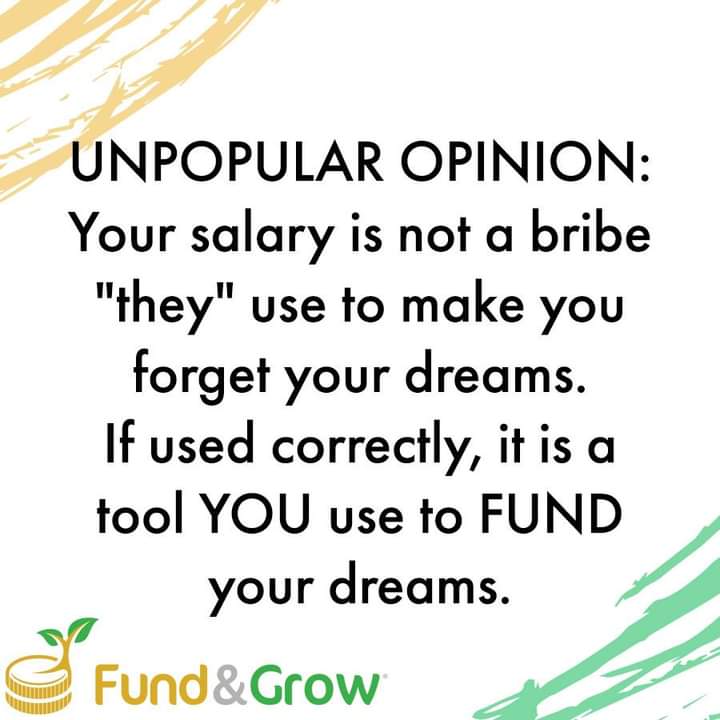 UNPOPULAR OPINION:
Your salary is not a bribe
"they" use to make you
forget your dreams.
If used correctly, it is a
tool YOU use to FUND
your dreams.
Fund&Grow